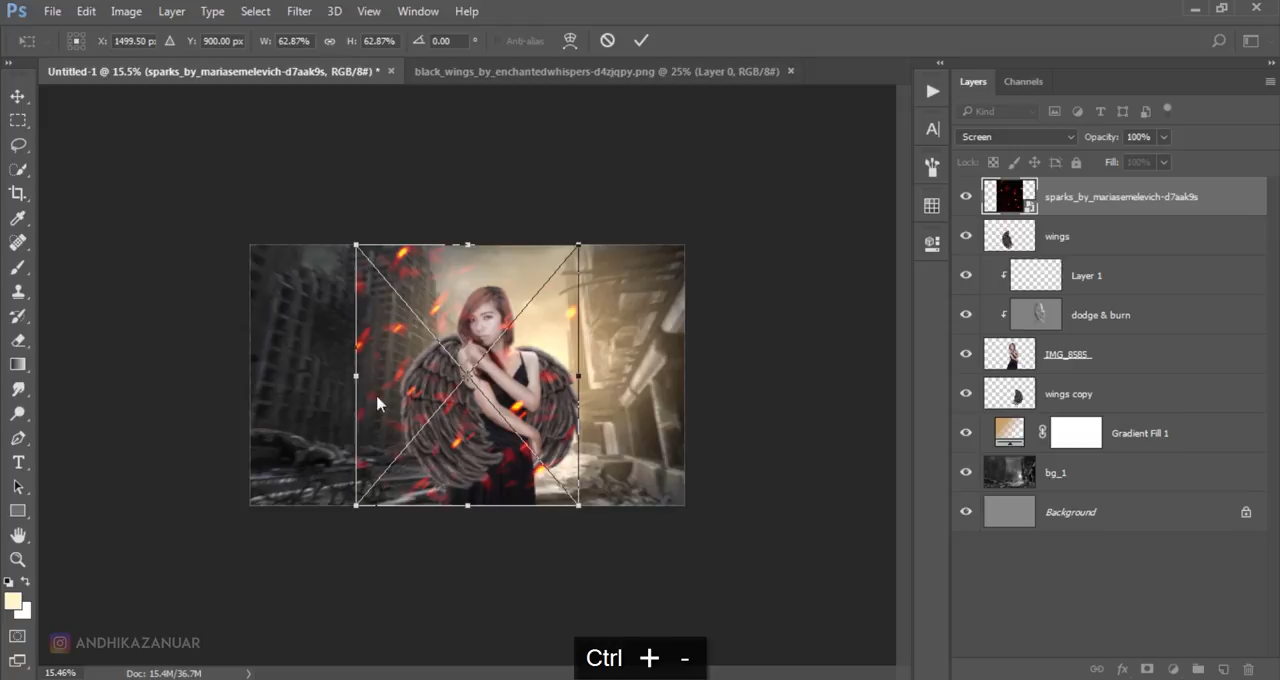 Ps File Edit Image Layer Type Select Filter 3D View Window Help
X: 1499.50 p: Y: 900.00 px W: 62.87% H: 62.87% 0.00 ° Anti-alias
Untitled-1 @ 15.5% (sparks_by_mariasemelevich-d7aak9s, RGB/8#) * × black_wings_by_enchantedwhispers-d4zjqpy.png @ 25% (Layer 0, RGB/8#) ×
Layers Channels
Kind
Screen Opacity: 100%
Lock: Fill: 100%
sparks_by_mariasemelevich-d7aak9s
wings
Layer 1
dodge & burn
IMG_8585_
wings copy
Gradient Fill 1
bg_1
Background
ANDHIKAZANUAR
Ctrl + -
15.46% Doc: 15.4M/36.7M